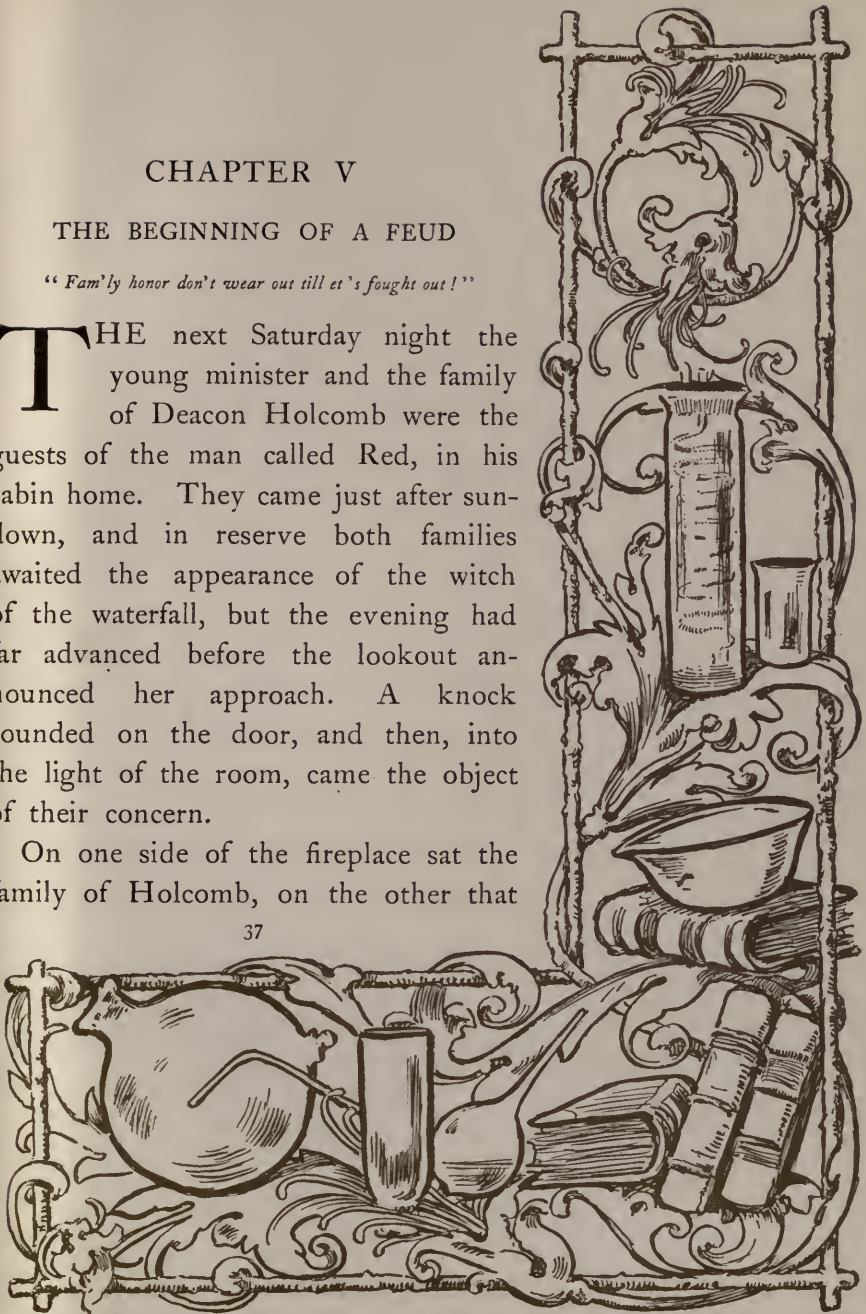 CHAPTER V
THE BEGINNING OF A FEUD
“ Fam’ly honor don’t wear out till et ’s fought out ! ”
THE next Saturday night the
young minister and the family
of Deacon Holcomb were the
guests of the man called Red, in his
abin home. They came just after sun-
down, and in reserve both families
waited the appearance of the witch
of the waterfall, but the evening had
ar advanced before the lookout an-
nounced her approach. A knock
ounded on the door, and then, into
the light of the room, came the object
of their concern.
On one side of the fireplace sat the
family of Holcomb, on the other that
37